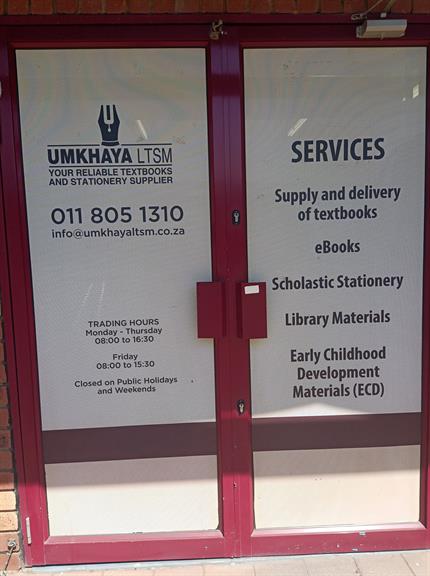 UMKHAYA LTSM
YOUR RELIABLE TEXTBOOKS
AND STATIONERY SUPPLIER
011 805 1310
info@umkhayaltsm.co.za
TRADING HOURS
Monday - Thursday
08:00 to 16:30
Friday
08:00 to 15:30
Closed on Public Holidays
and Weekends
SERVICES
Supply and delivery
of textbooks
eBooks
Scholastic Stationery
Library Materials
Early Childhood
Development
Materials (ECD)